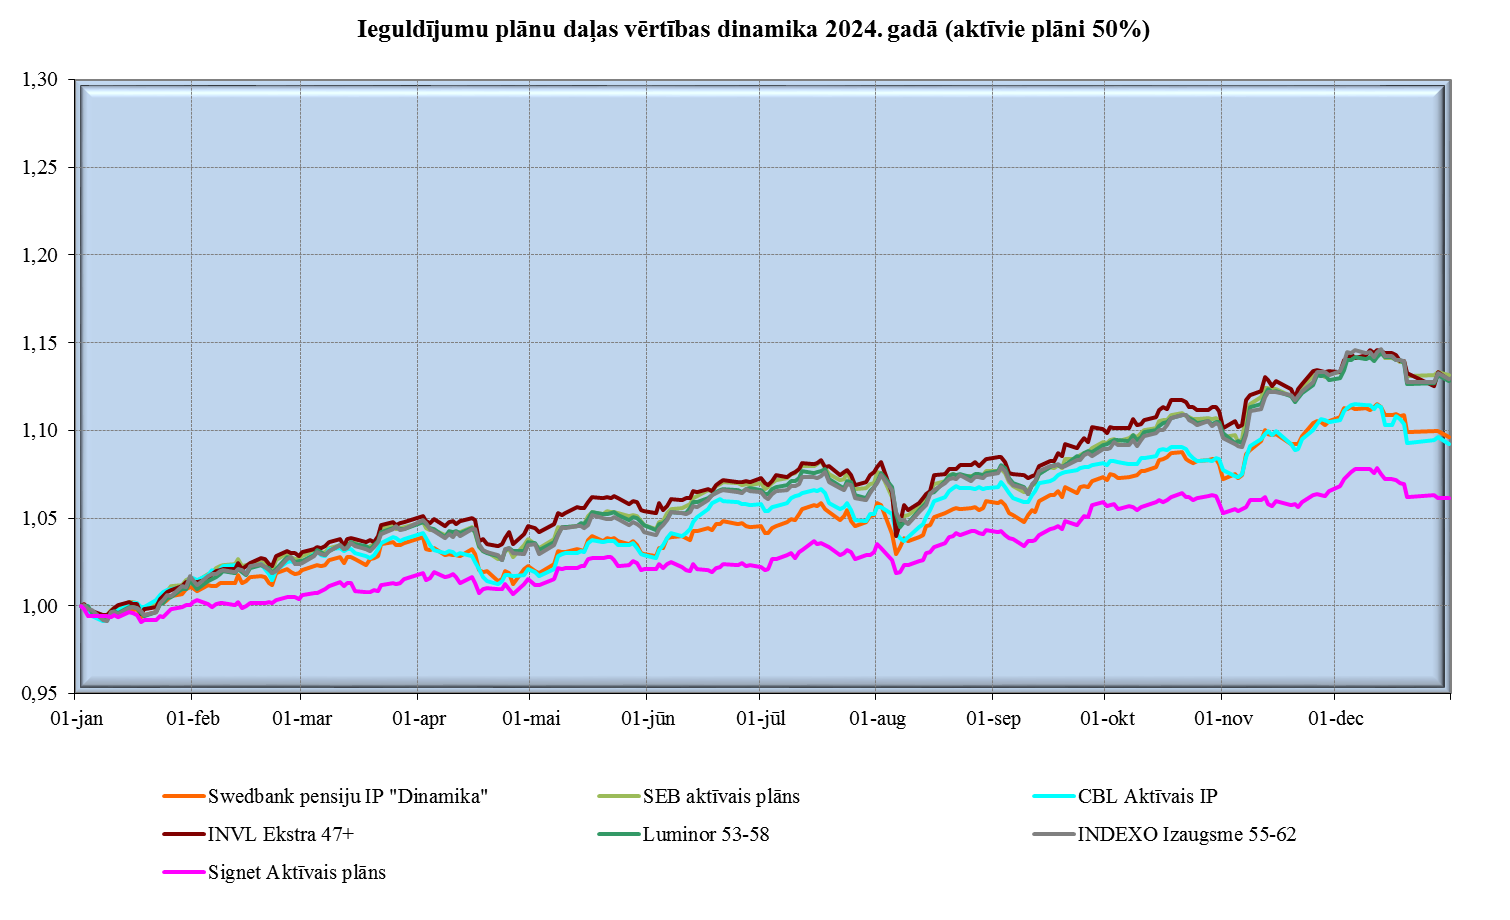 Ieguldījumu plānu daļas vērtības dinamika 2024. gadā (aktīvie plāni 50%)
1,30
1,25
1,20
1,15
1,10
1,05
1,00
0,95
01-jan 01-feb 01-mar 01-apr 01-mai 01-jūn 01-jūl 01-aug 01-sep 01-okt 01-nov 01-dec
Swedbank pensiju IP "Dinamika" SEB aktīvais plāns CBL Aktīvais IP
INVL Ekstra 47+ Luminor 53-58 INDEXO Izaugsme 55-62
Signet Aktīvais plāns